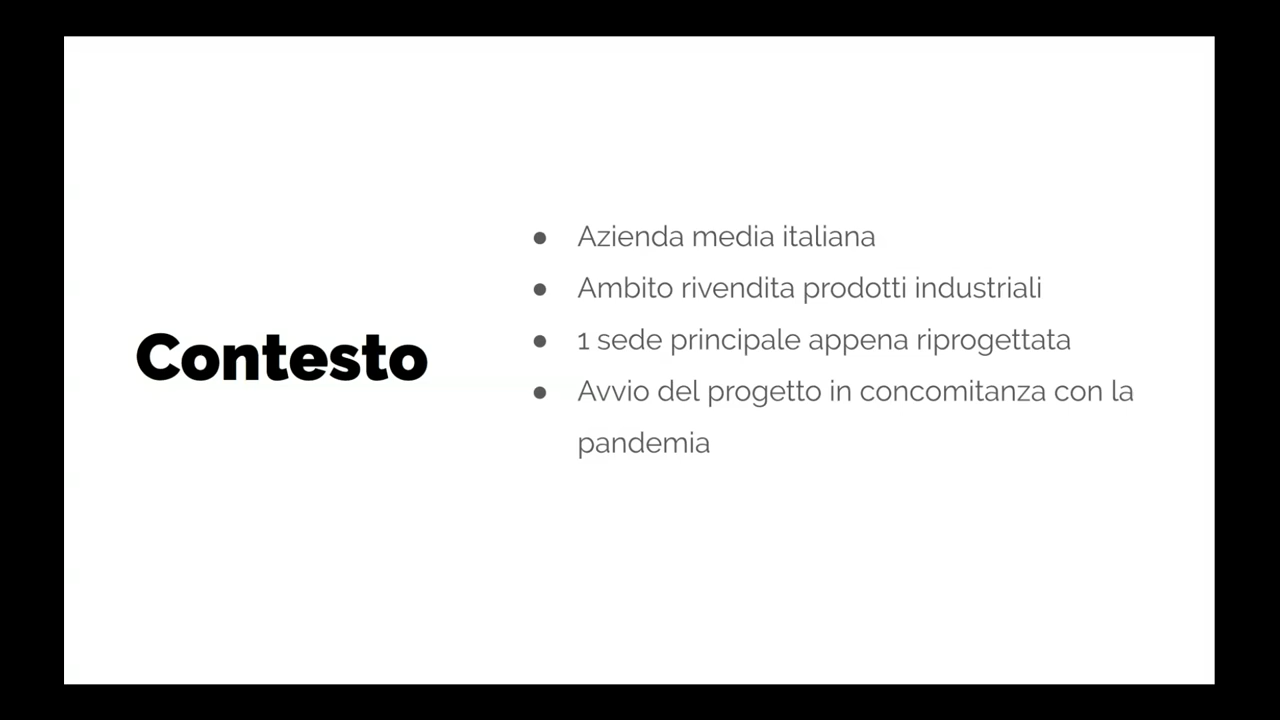 Contesto
● Azienda media italiana
● Ambito rivendita prodotti industriali
● 1 sede principale appena riprogettata
● Avvio del progetto in concomitanza con la
pandemia